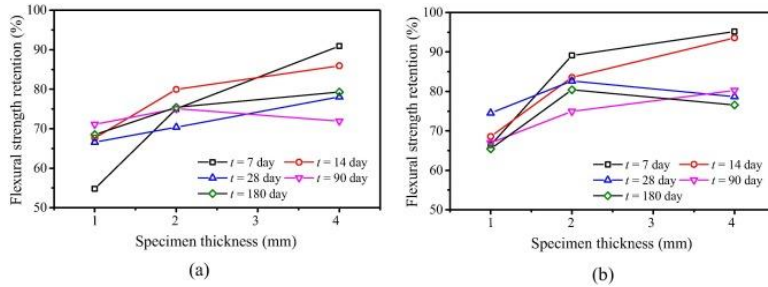 Flexural strength retention (%)
100
90
80
70
60
50
t = 7 day
t = 14 day
t = 28 day
t = 90 day
t = 180 day
1
2
3
4
Specimen thickness (mm)
(a)
Flexural strength retention (%)
100
90
80
70
60
50
t = 7 day
t = 14 day
t = 28 day
t = 90 day
t = 180 day
1
2
3
4
Specimen thickness (mm)
(b)